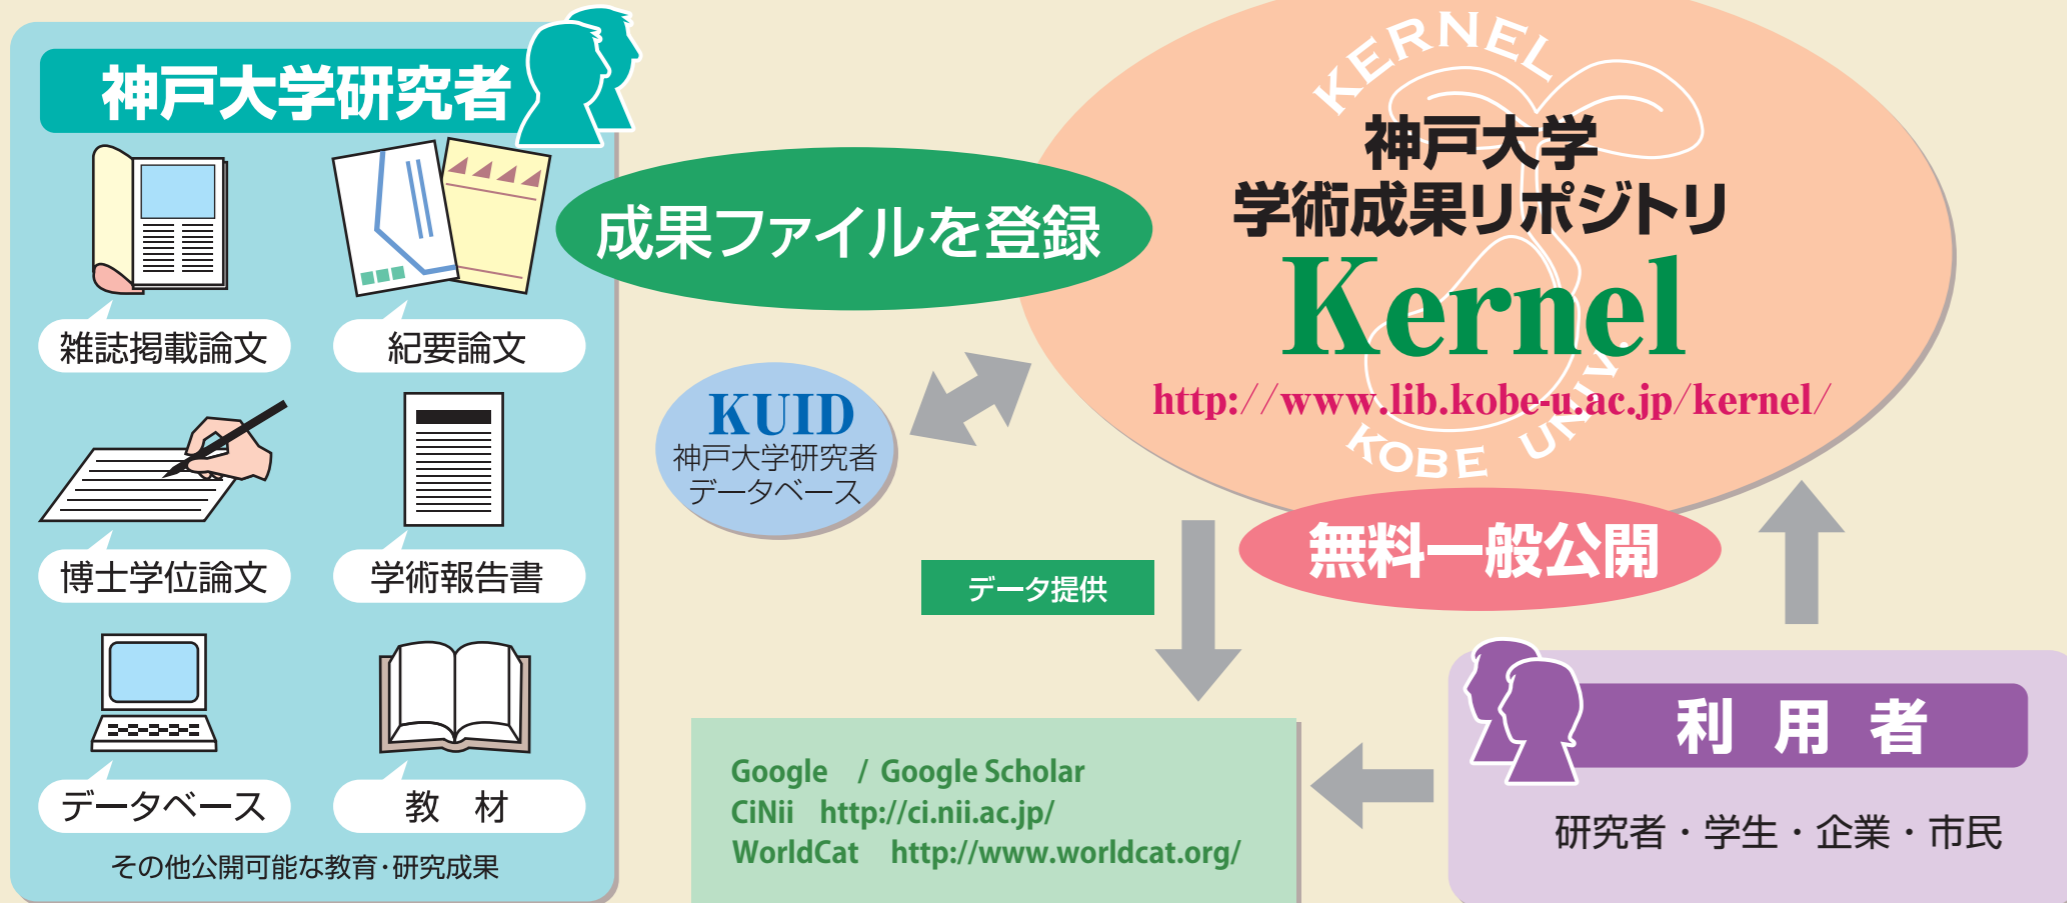 神戸大学研究者
雑誌掲載論文
紀要論文
博士学位論文
学術報告書
データベース
教 材
その他公開可能な教育・研究成果
成果ファイルを登録
KERNEL
神戸大学
学術成果リポジトリ
Kernel
http://www.lib.kobe-u.ac.jp/kernel/
KOBE UNIV.
KUID
神戸大学研究者
データベース
無料一般公開
データ提供
Google / Google Scholar
CiNii http://ci.nii.ac.jp/
WorldCat http://www.worldcat.org/
利 用 者
研究者・学生・企業・市民